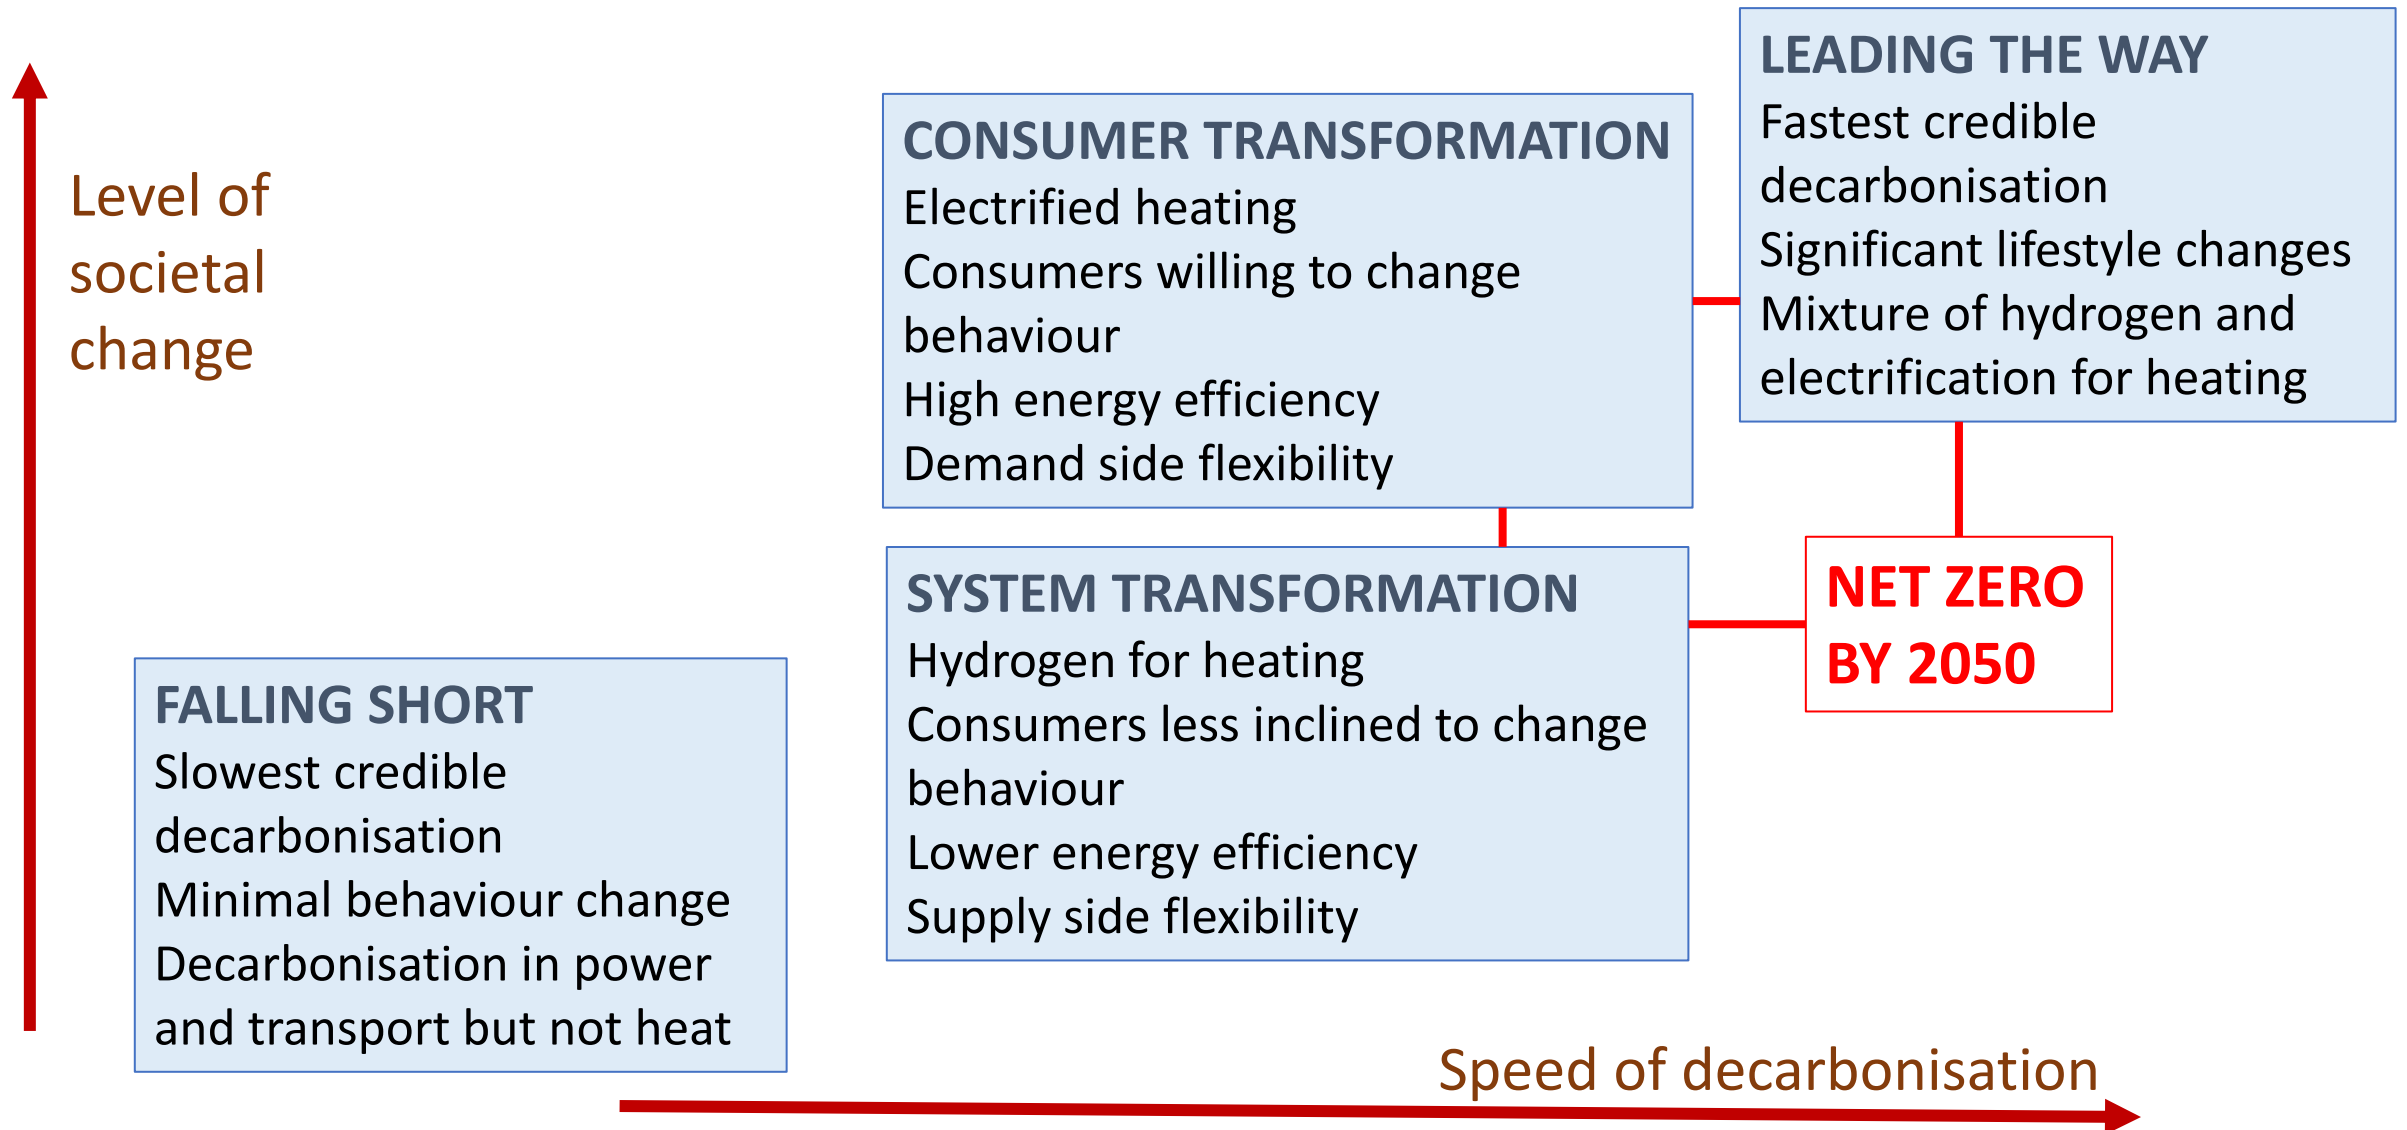 Level of
societal
change
CONSUMER TRANSFORMATION
Electrified heating
Consumers willing to change
behaviour
High energy efficiency
Demand side flexibility
LEADING THE WAY
Fastest credible
decarbonisation
Significant lifestyle changes
Mixture of hydrogen and
electrification for heating
FALLING SHORT
Slowest credible
decarbonisation
Minimal behaviour change
Decarbonisation in power
and transport but not heat
SYSTEM TRANSFORMATION
Hydrogen for heating
Consumers less inclined to change
behaviour
Lower energy efficiency
Supply side flexibility
NET ZERO
BY 2050
Speed of decarbonisation